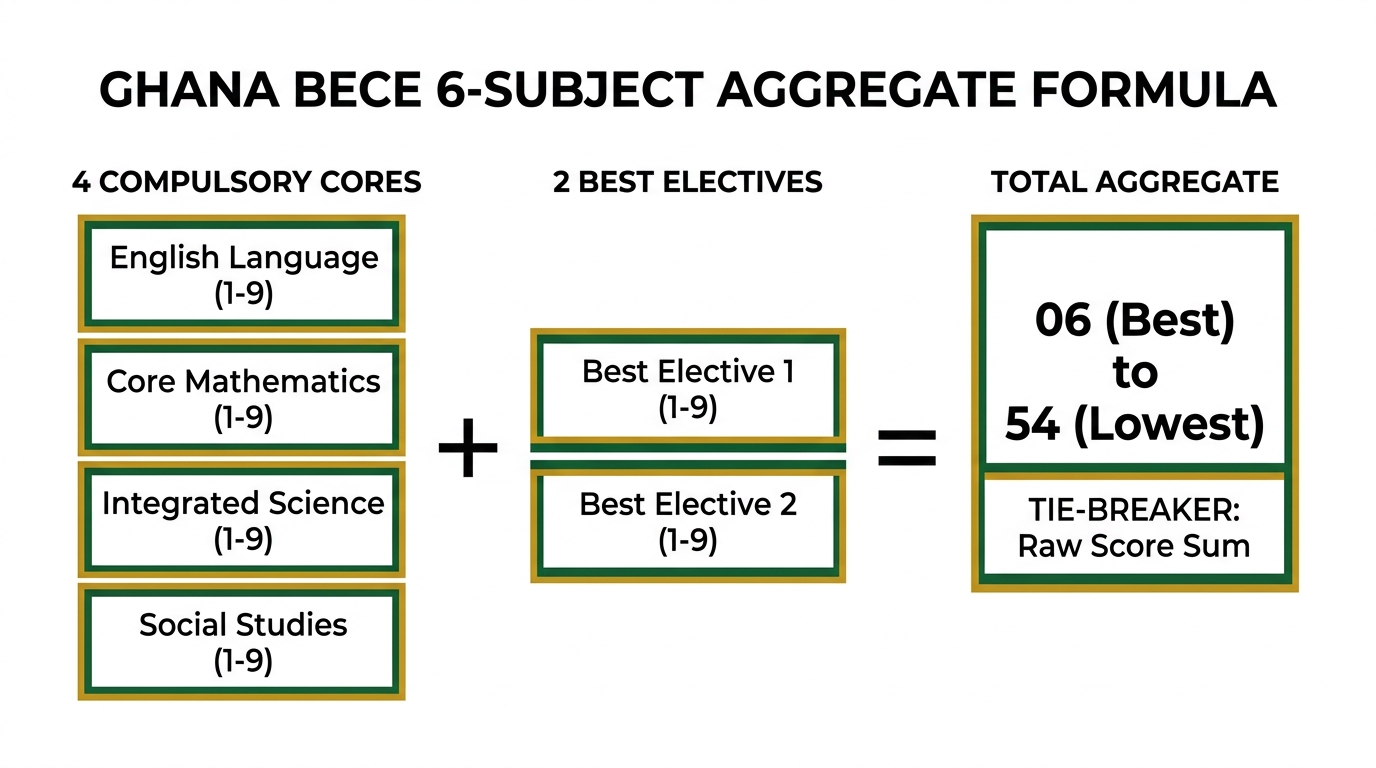 GHANA BECE 6-SUBJECT AGGREGATE FORMULA
4 COMPULSORY CORES
English Language
(1-9)
Core Mathematics
(1-9)
Integrated Science
(1-9)
Social Studies
(1-9)
+
2 BEST ELECTIVES
Best Elective 1
(1-9)
Best Elective 2
(1-9)
=
TOTAL AGGREGATE
06 (Best)
to
54 (Lowest)
TIE-BREAKER:
Raw Score Sum